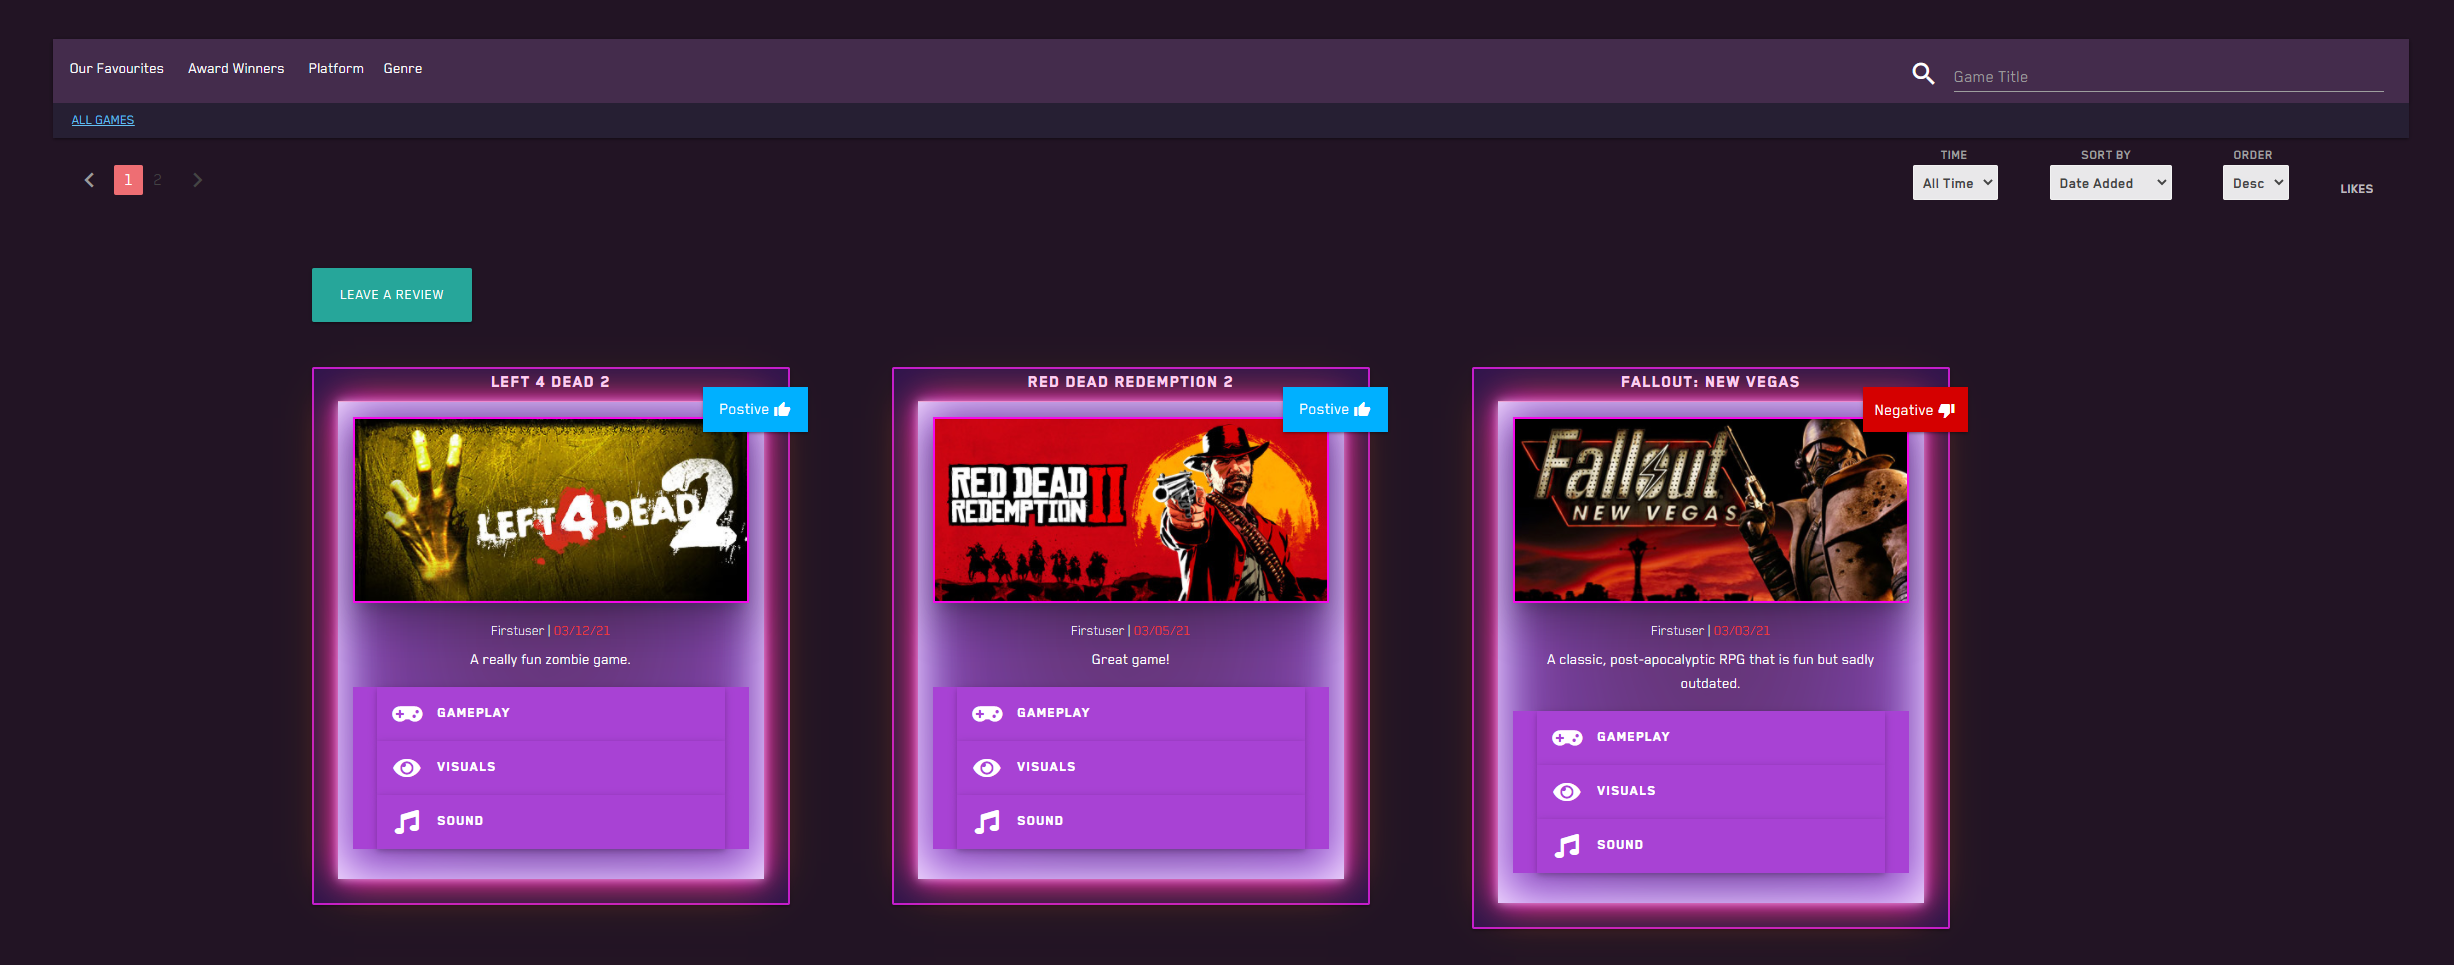 Our Favourites Award Winners Platform Genre
Game Title
ALL GAMES
1 2
TIME SORT BY ORDER
All Time Date Added Desc LIKES
LEAVE A REVIEW
LEFT 4 DEAD 2
Postive
LEFT 4 DEAD 2
Firstuser | 03/12/21
A really fun zombie game.
GAMEPLAY
VISUALS
SOUND
RED DEAD REDEMPTION 2
Postive
RED DEAD
REDEMPTION II
Firstuser | 03/05/21
Great game!
GAMEPLAY
VISUALS
SOUND
FALLOUT: NEW VEGAS
Negative
Fallout
NEW VEGAS
Firstuser | 03/03/21
A classic, post-apocalyptic RPG that is fun but sadly
outdated.
GAMEPLAY
VISUALS
SOUND